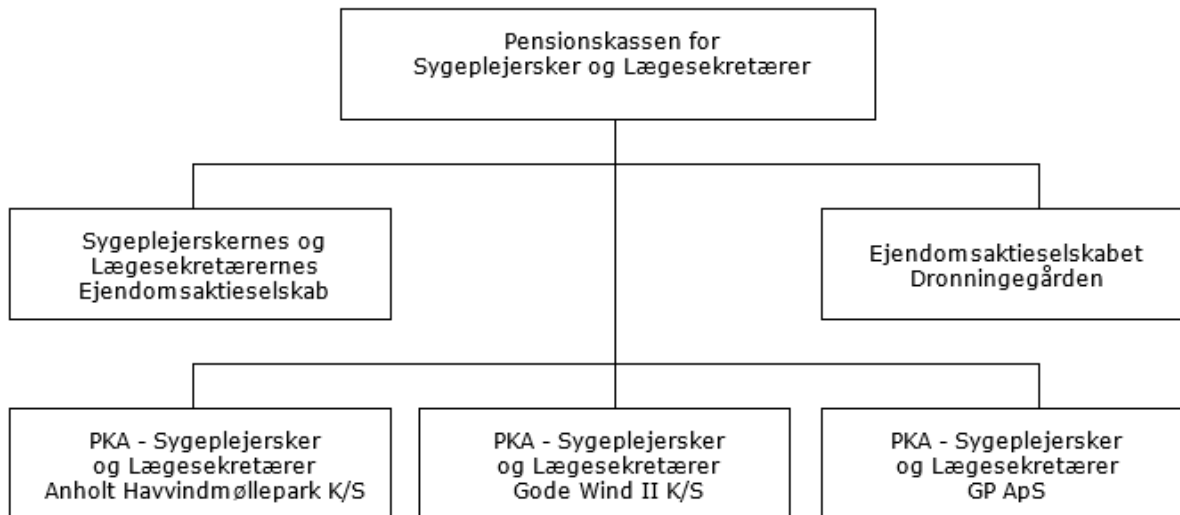 Pensionskassen for
Sygeplejersker og Lægesekretærer
Sygeplejerskernes og
Lægesekretærernes
Ejendomsaktieselskab
Ejendomsaktieselskabet
Dronningegården
PKA - Sygeplejersker
og Lægesekretærer
Anholt Havvindmøllepark K/S
PKA - Sygeplejersker
og Lægesekretærer
Gode Wind II K/S
PKA - Sygeplejersker
og Lægesekretærer
GP ApS